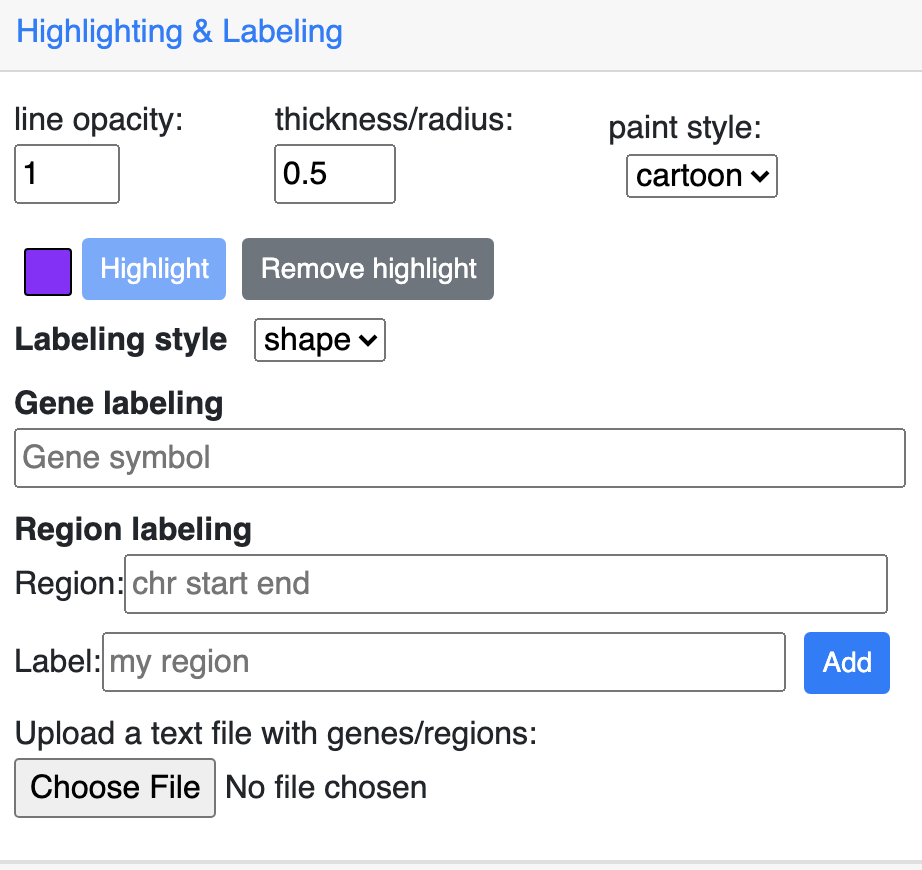 Highlighting & Labeling
line opacity: thickness/radius: paint style:
1 0.5 cartoon
Highlight Remove highlight
Labeling style shape
Gene labeling
Gene symbol
Region labeling
Region: chr start end
Label: my region Add
Upload a text file with genes/regions:
Choose File No file chosen